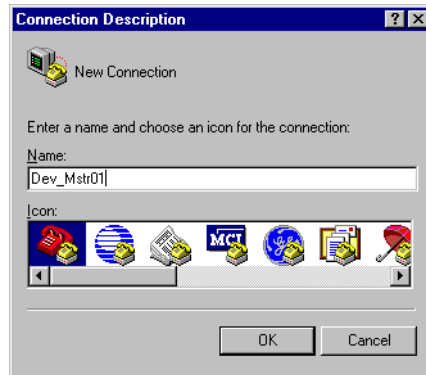 Connection Description
New Connection
Enter a name and choose an icon for the connection:
Name:
Dev_Mstr01
Icon:
MCI
OK
Cancel